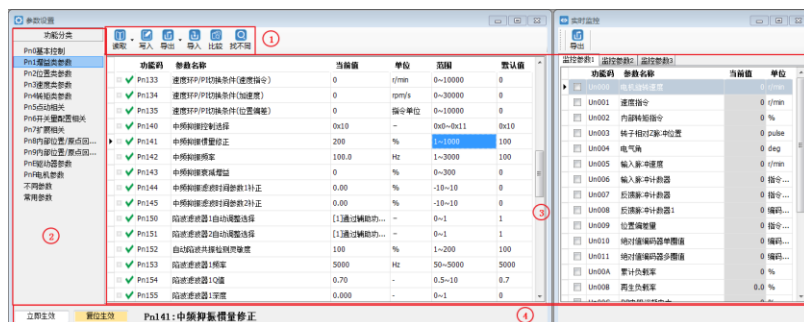 参数设置
功能分类
Pn0基本控制
Pn1增益类参数
Pn2位置类参数
Pn3速度类参数
Pn4转矩类参数
Pn5点动相关
Pn6开关量配置相关
Pn7扩展相关
Pn8内部位置/原点回...
Pn9内部位置/原点回...
PnE驱动器参数
PnF电机参数
不同参数
常用参数
②
读取 写入 导出 导入 比较 找不同 ①
功能码 参数名称 当前值 单位 范围 默认值
Pn133 速度环P/PI切换条件(速度指令) 0 r/min 0~10000 0
Pn134 速度环P/PI切换条件(加速度) 0 rpm/s 0~30000 0
Pn135 速度环P/PI切换条件(位置偏差) 0 指令单位 0~10000 0
Pn140 中频抑振控制选择 0x10 - 0x0~0x11 0x10
Pn141 中频抑振惯量修正 200 % 1~1000 100
Pn142 中频抑振频率 100.0 Hz 1~3000 100
Pn143 中频抑振衰减增益 0 % 0~300 0
Pn144 中频抑振滤波时间参数1补正 0.00 % -10~10 0
Pn145 中频抑振滤波时间参数2补正 0.00 % -10~10 0
Pn150 陷波滤波器1自动调整选择 [1]通过辅助功... - 0~1 1
Pn151 陷波滤波器2自动调整选择 [1]通过辅助功... - 0~1 1
Pn152 自动陷波共振检测灵敏度 100 % 1~200 100
Pn153 陷波滤波器1频率 5000 Hz 50~5000 5000
Pn154 陷波滤波器1Q值 0.70 - 0.5~10 0.7
Pn155 陷波滤波器1深度 0.000 - 0~1 0
③
立即生效 复位生效 Pn141:中频抑振惯量修正 ④
实时监控
导出
监控参数1 监控参数2 监控参数3
功能码 参数名称 当前值 单位
Un000 电机旋转速度 0 r/min
Un001 速度指令 0 r/min
Un002 内部转矩指令 0 %
Un003 转子相对Z脉冲位置 0 pulse
Un004 电气角 0 deg
Un005 输入脉冲速度 0 r/min
Un006 输入脉冲计数器 0 指令...
Un007 反馈脉冲计数器 0 指令...
Un008 反馈脉冲计数器1 0 编码...
Un009 位置偏差量 0 指令...
Un010 绝对值编码器单圈值 0 编码...
Un011 绝对值编码器多圈值 0 编码...
Un00A 累计负载率 0 %
Un00B 再生负载率 0.0 %